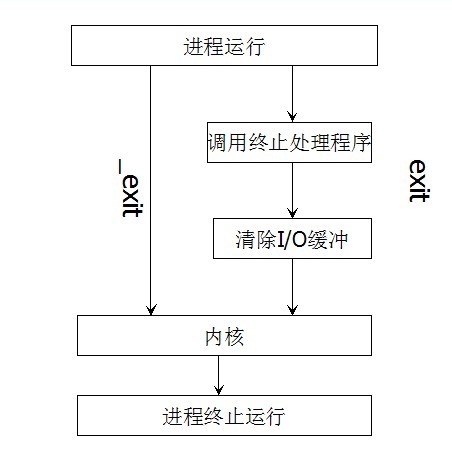 进程运行
调用终止处理程序
_exit
exit
清除I/O缓冲
内核
进程终止运行